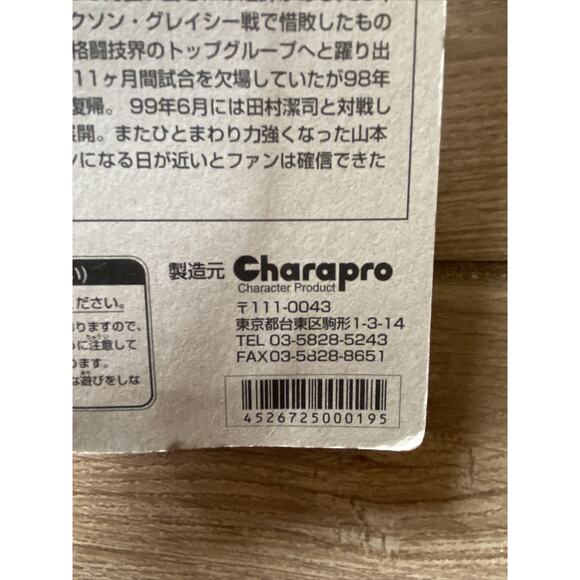 クソン・グレイシー戦で惜敗したもの
格闘技界のトップグループへと躍り出
11ヶ月間試合を欠場していたが98年
復帰。99年6月には田村潔司と対戦し
展開。またひとまわり力強くなった山本
ンになる日が近いとファンは確信できた
い)
ください。
りますので、
に注意して
ります。
は遊びをしな
製造元 Charapro
Character Product
〒111-0043
東京都台東区駒形1-3-14
TEL 03-5828-5243
FAX03-5828-8651
4526725000195